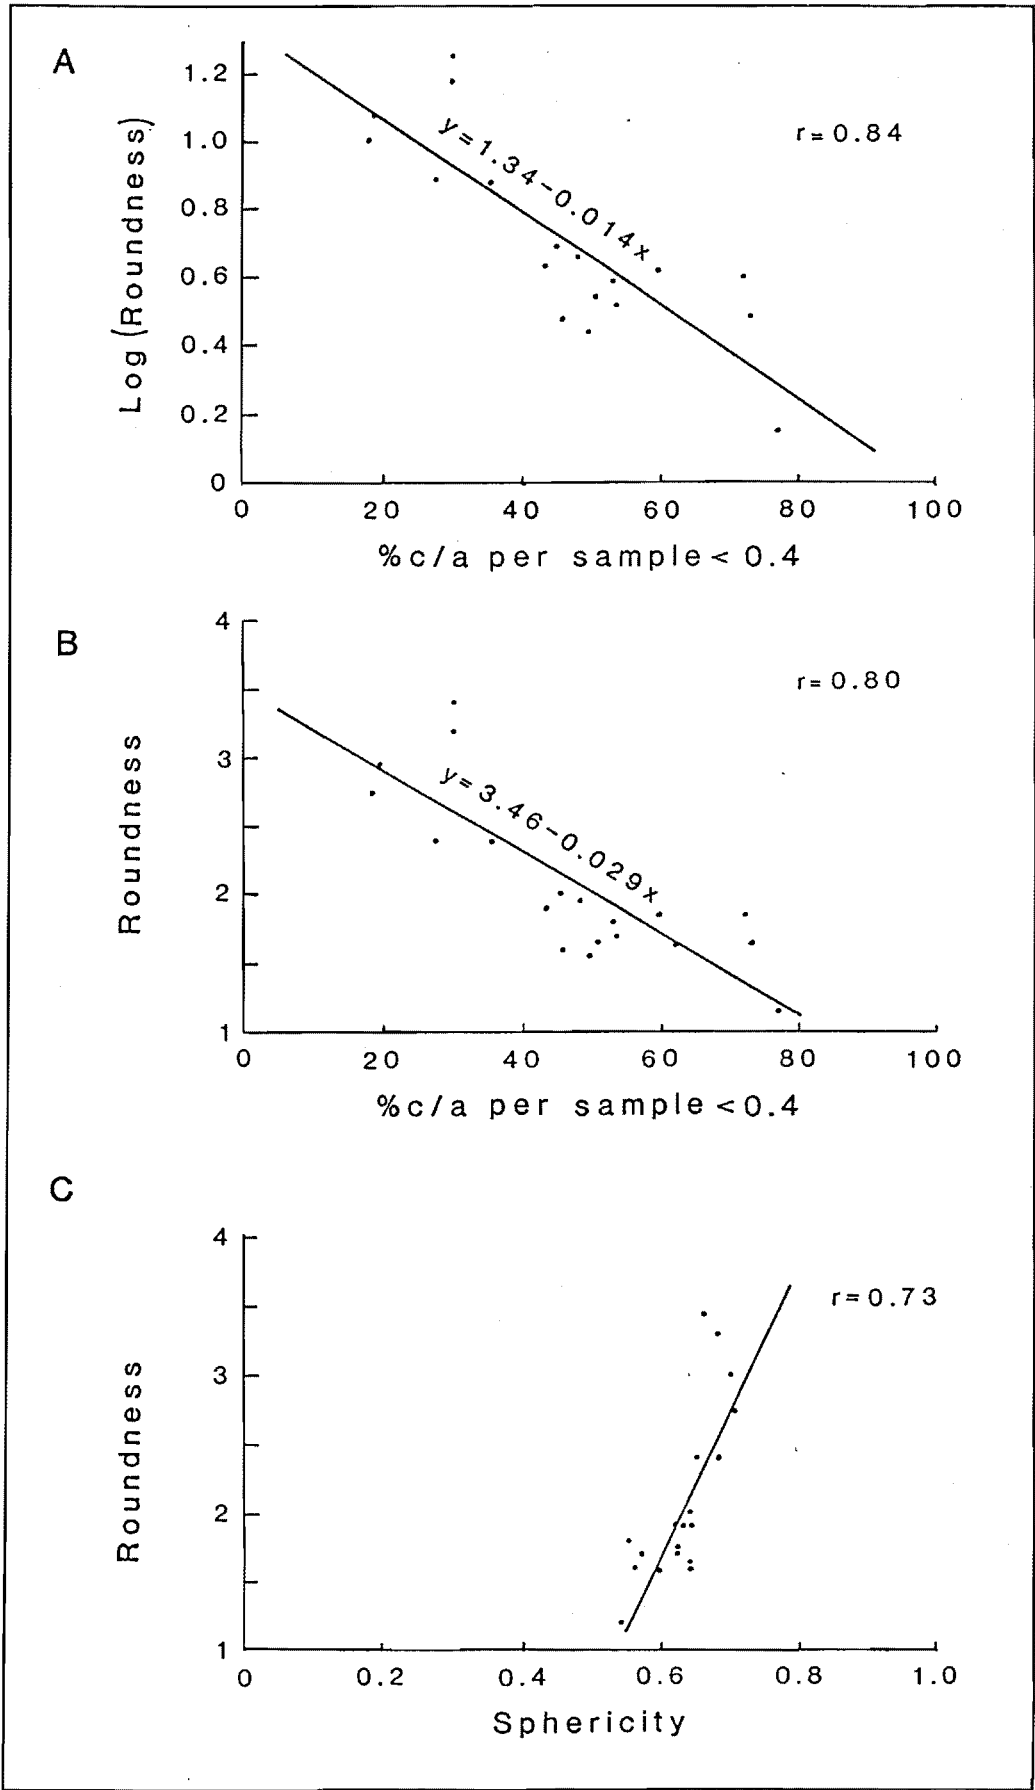 A
Log (Roundness)
1.2
1.0
0.8
0.6
0.4
0.2
0
y=1.34-0.014x
r=0.84
0 20 40 60 80 100
%c/a per sample<0.4
B
Roundness
4
3
2
1
y=3.46-0.029x
r=0.80
0 20 40 60 80 100
%c/a per sample<0.4
C
Roundness
4
3
2
1
r=0.73
0 0.2 0.4 0.6 0.8 1.0
Sphericity